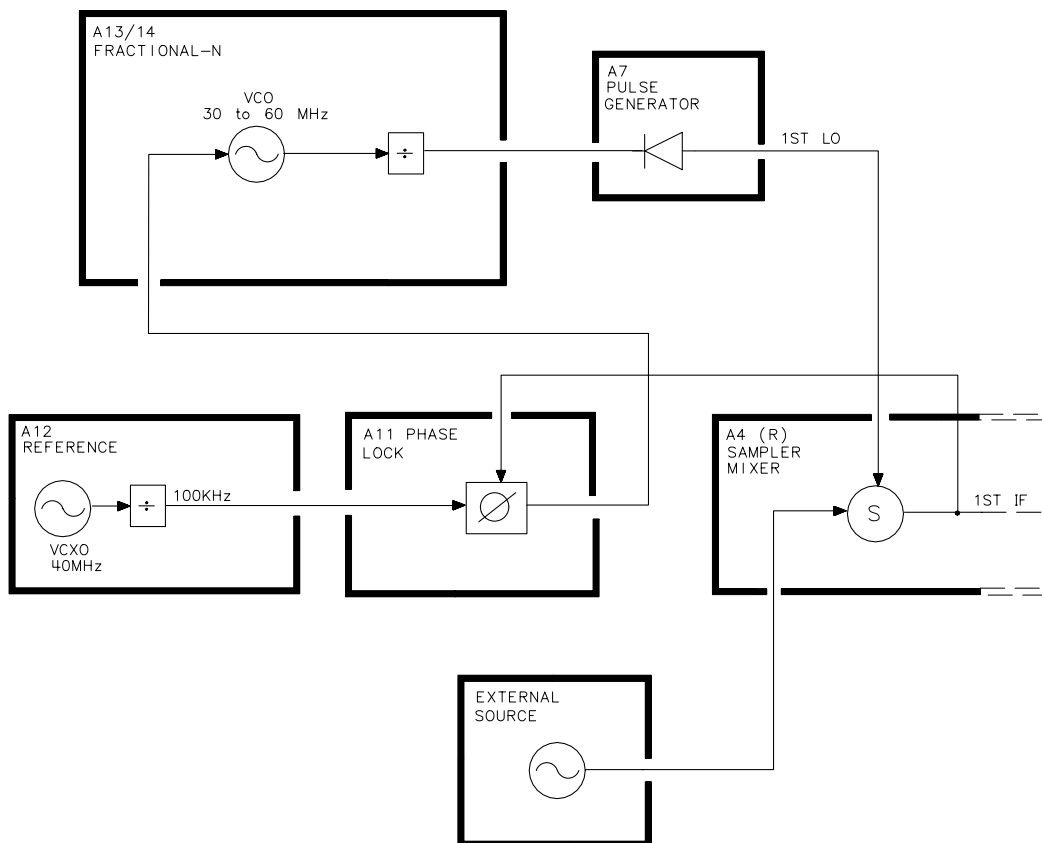 A13/14
FRACTIONAL-N
VCO
30 to 60 MHz
÷
A7
PULSE
GENERATOR
1ST LO
A12
REFERENCE
÷
100KHz
VCXO
40MHz
A11 PHASE
LOCK
A4 (R)
SAMPLER
MIXER
S
1ST IF
EXTERNAL
SOURCE